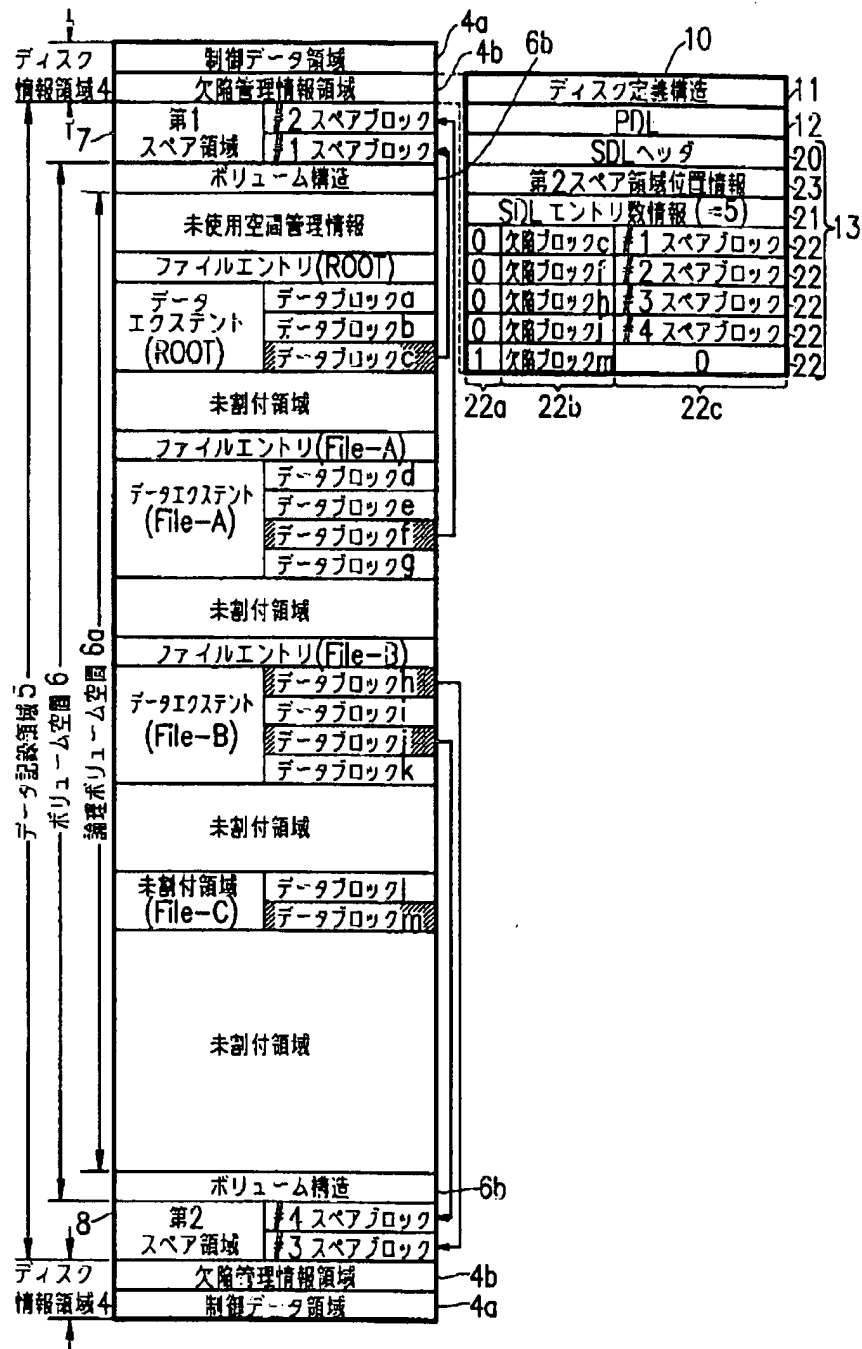 ディスク
情報領域4
制御データ領域
4a
欠陥管理情報領域
4b
6b
7
第1
スペア領域
#2 スペアブロック
#1 スペアブロック
ボリューム構造
未使用空間管理情報
ファイルエントリ(ROOT)
データ
エクステント
(ROOT)
データブロックa
データブロックb
データブロックc
未割付領域
ファイルエントリ(File-A)
データエクステント
(File-A)
データブロックd
データブロックe
データブロックf
データブロックg
未割付領域
ファイルエントリ(File-B)
データエクステント
(File-B)
データブロックh
データブロックi
データブロックj
データブロックk
未割付領域
未割付領域
(File-C)
データブロックl
データブロックm
未割付領域
ボリューム構造
6b
8
第2
スペア領域
#4 スペアブロック
#3 スペアブロック
ディスク
情報領域4
欠陥管理情報領域
4b
制御データ領域
4a
データ記録領域5
ボリューム空間6
論理ボリューム空間6a
10
ディスク定義構造
11
PDL
12
SDLヘッダ
20
第2スペア領域位置情報
23
SDLエントリ数情報(=5)
21
13
0 欠陥ブロックc #1 スペアブロック 22
0 欠陥ブロックf #2 スペアブロック 22
0 欠陥ブロックh #3 スペアブロック 22
0 欠陥ブロックj #4 スペアブロック 22
1 欠陥ブロックm 0 22
22a 22b 22c